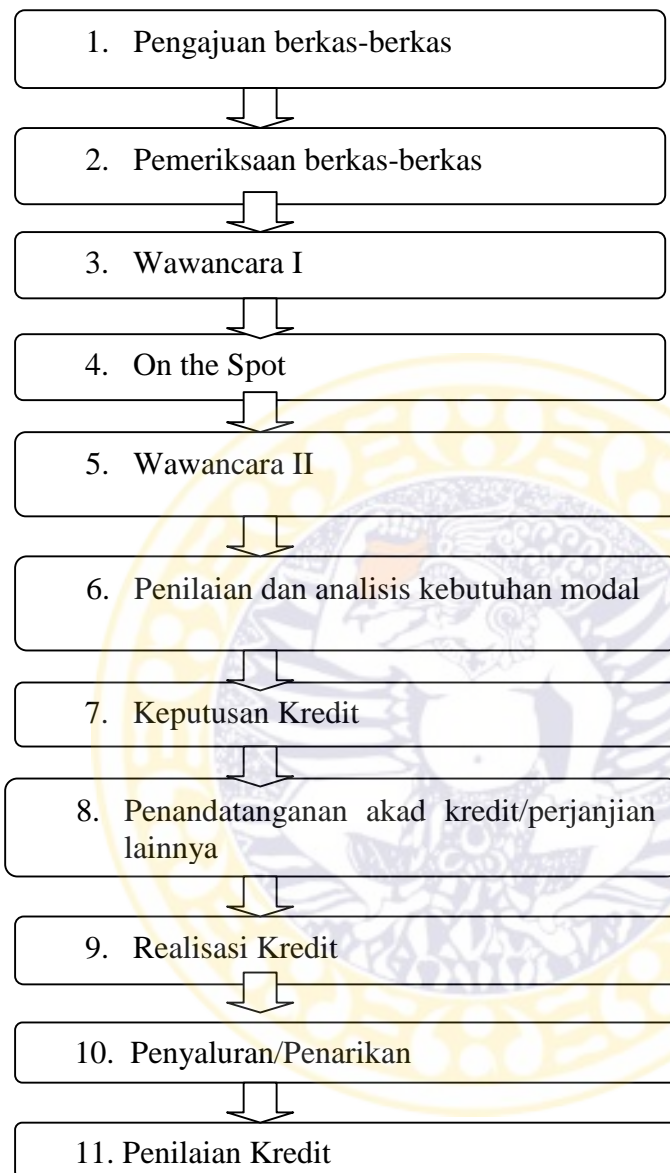 1. Pengajuan berkas-berkas
2. Pemeriksaan berkas-berkas
3. Wawancara I
4. On the Spot
5. Wawancara II
6. Penilaian dan analisis kebutuhan modal
7. Keputusan Kredit
8. Penandatanganan akad kredit/perjanjian
lainnya
9. Realisasi Kredit
10. Penyaluran/Penarikan
11. Penilaian Kredit